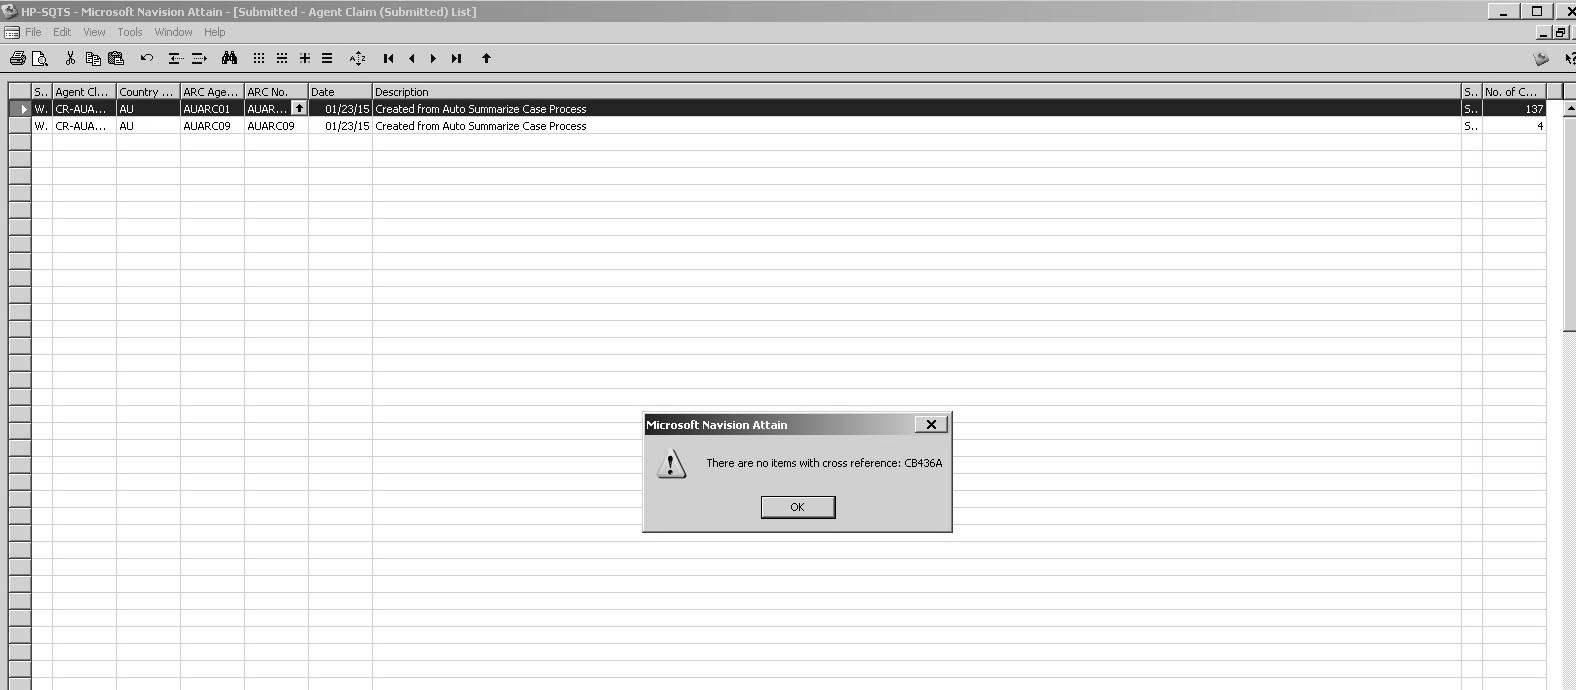 HP-SQTS - Microsoft Navision Attain - [Submitted - Agent Claim (Submitted) List]
File Edit View Tools Window Help
S.. Agent Cl... Country ... ARC Age... ARC No. Date Description S.. No. of C...
W. CR-AUA... AU AUARC01 AUAR... 01/23/15 Created from Auto Summarize Case Process S.. 137
W. CR-AUA... AU AUARC09 AUARC09 01/23/15 Created from Auto Summarize Case Process S.. 4
Microsoft Navision Attain
There are no items with cross reference: CB436A
OK